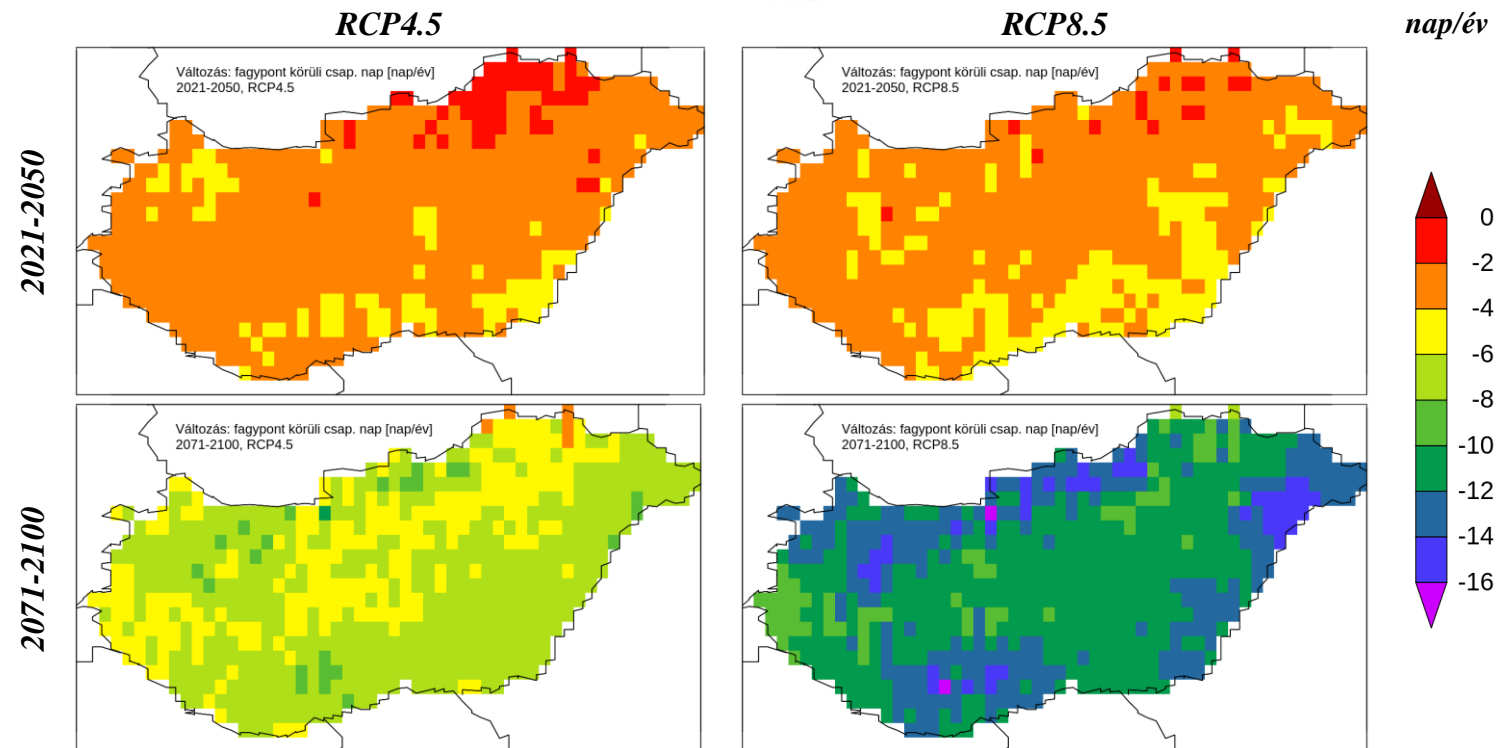 RCP4.5
RCP8.5
nap/év
Változás: fagypont körüli csap. nap [nap/év]
2021-2050, RCP4.5
Változás: fagypont körüli csap. nap [nap/év]
2021-2050, RCP8.5
2021-2050
Változás: fagypont körüli csap. nap [nap/év]
2071-2100, RCP4.5
Változás: fagypont körüli csap. nap [nap/év]
2071-2100, RCP8.5
2071-2100
0
-2
-4
-6
-8
-10
-12
-14
-16